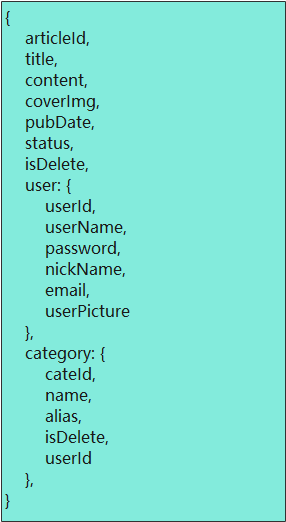 {
articleId,
title,
content,
coverImg,
pubDate,
status,
isDelete,
user: {
userId,
userName,
password,
nickName,
email,
userPicture
},
category: {
cateId,
name,
alias,
isDelete,
userId
},
}